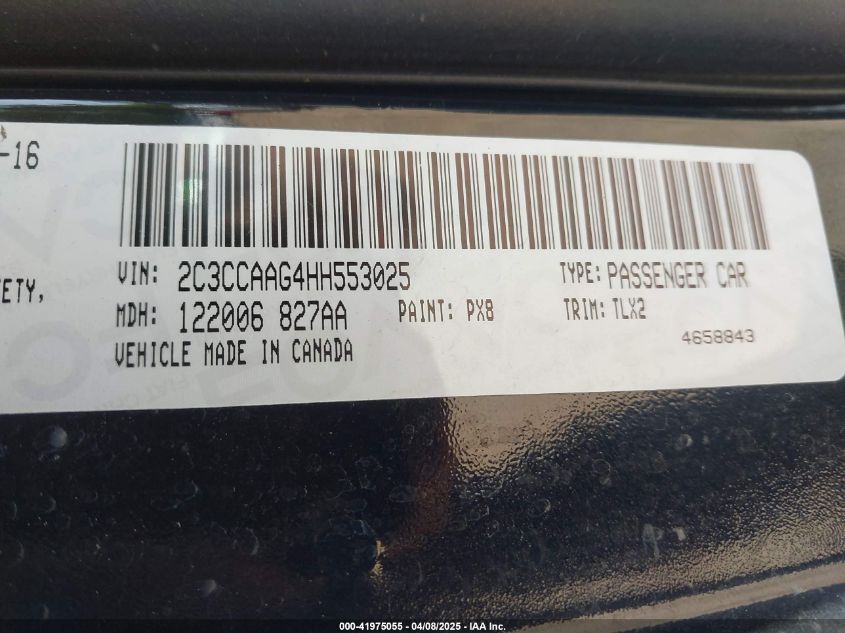 -16
ETY,
VIN: 2C3CCAAG4HH553025 TYPE: PASSENGER CAR
MDH: 122006 827AA PAINT: PX8 TRIM: TLX2
VEHICLE MADE IN CANADA 4658843
000-41975055 - 04/08/2025 - IAA Inc.